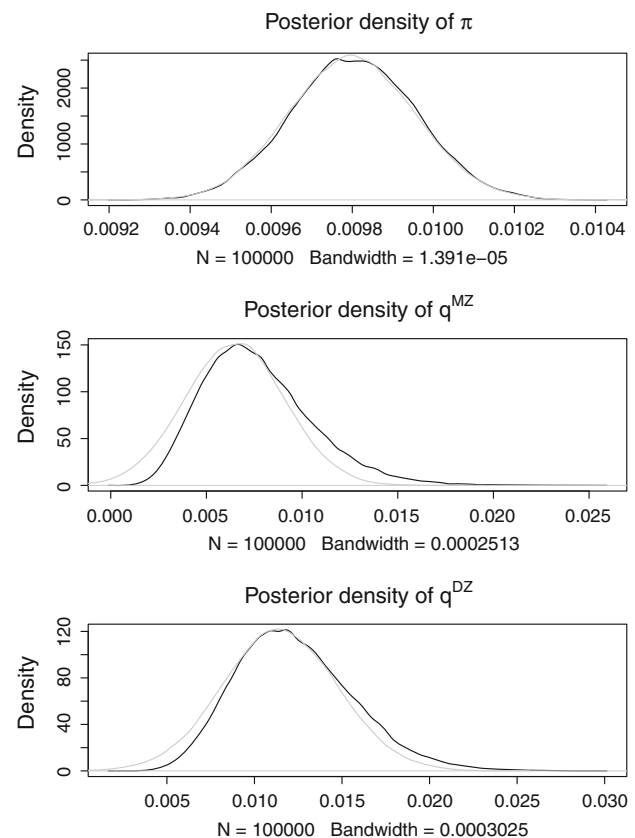 Posterior density of π
Density
0 1000 2000
0.0092 0.0094 0.0096 0.0098 0.0100 0.0102 0.0104
N = 100000 Bandwidth = 1.391e−05
Posterior density of q^MZ
Density
0 50 100 150
0.000 0.005 0.010 0.015 0.020 0.025
N = 100000 Bandwidth = 0.0002513
Posterior density of q^DZ
Density
0 40 80 120
0.005 0.010 0.015 0.020 0.025 0.030
N = 100000 Bandwidth = 0.0003025